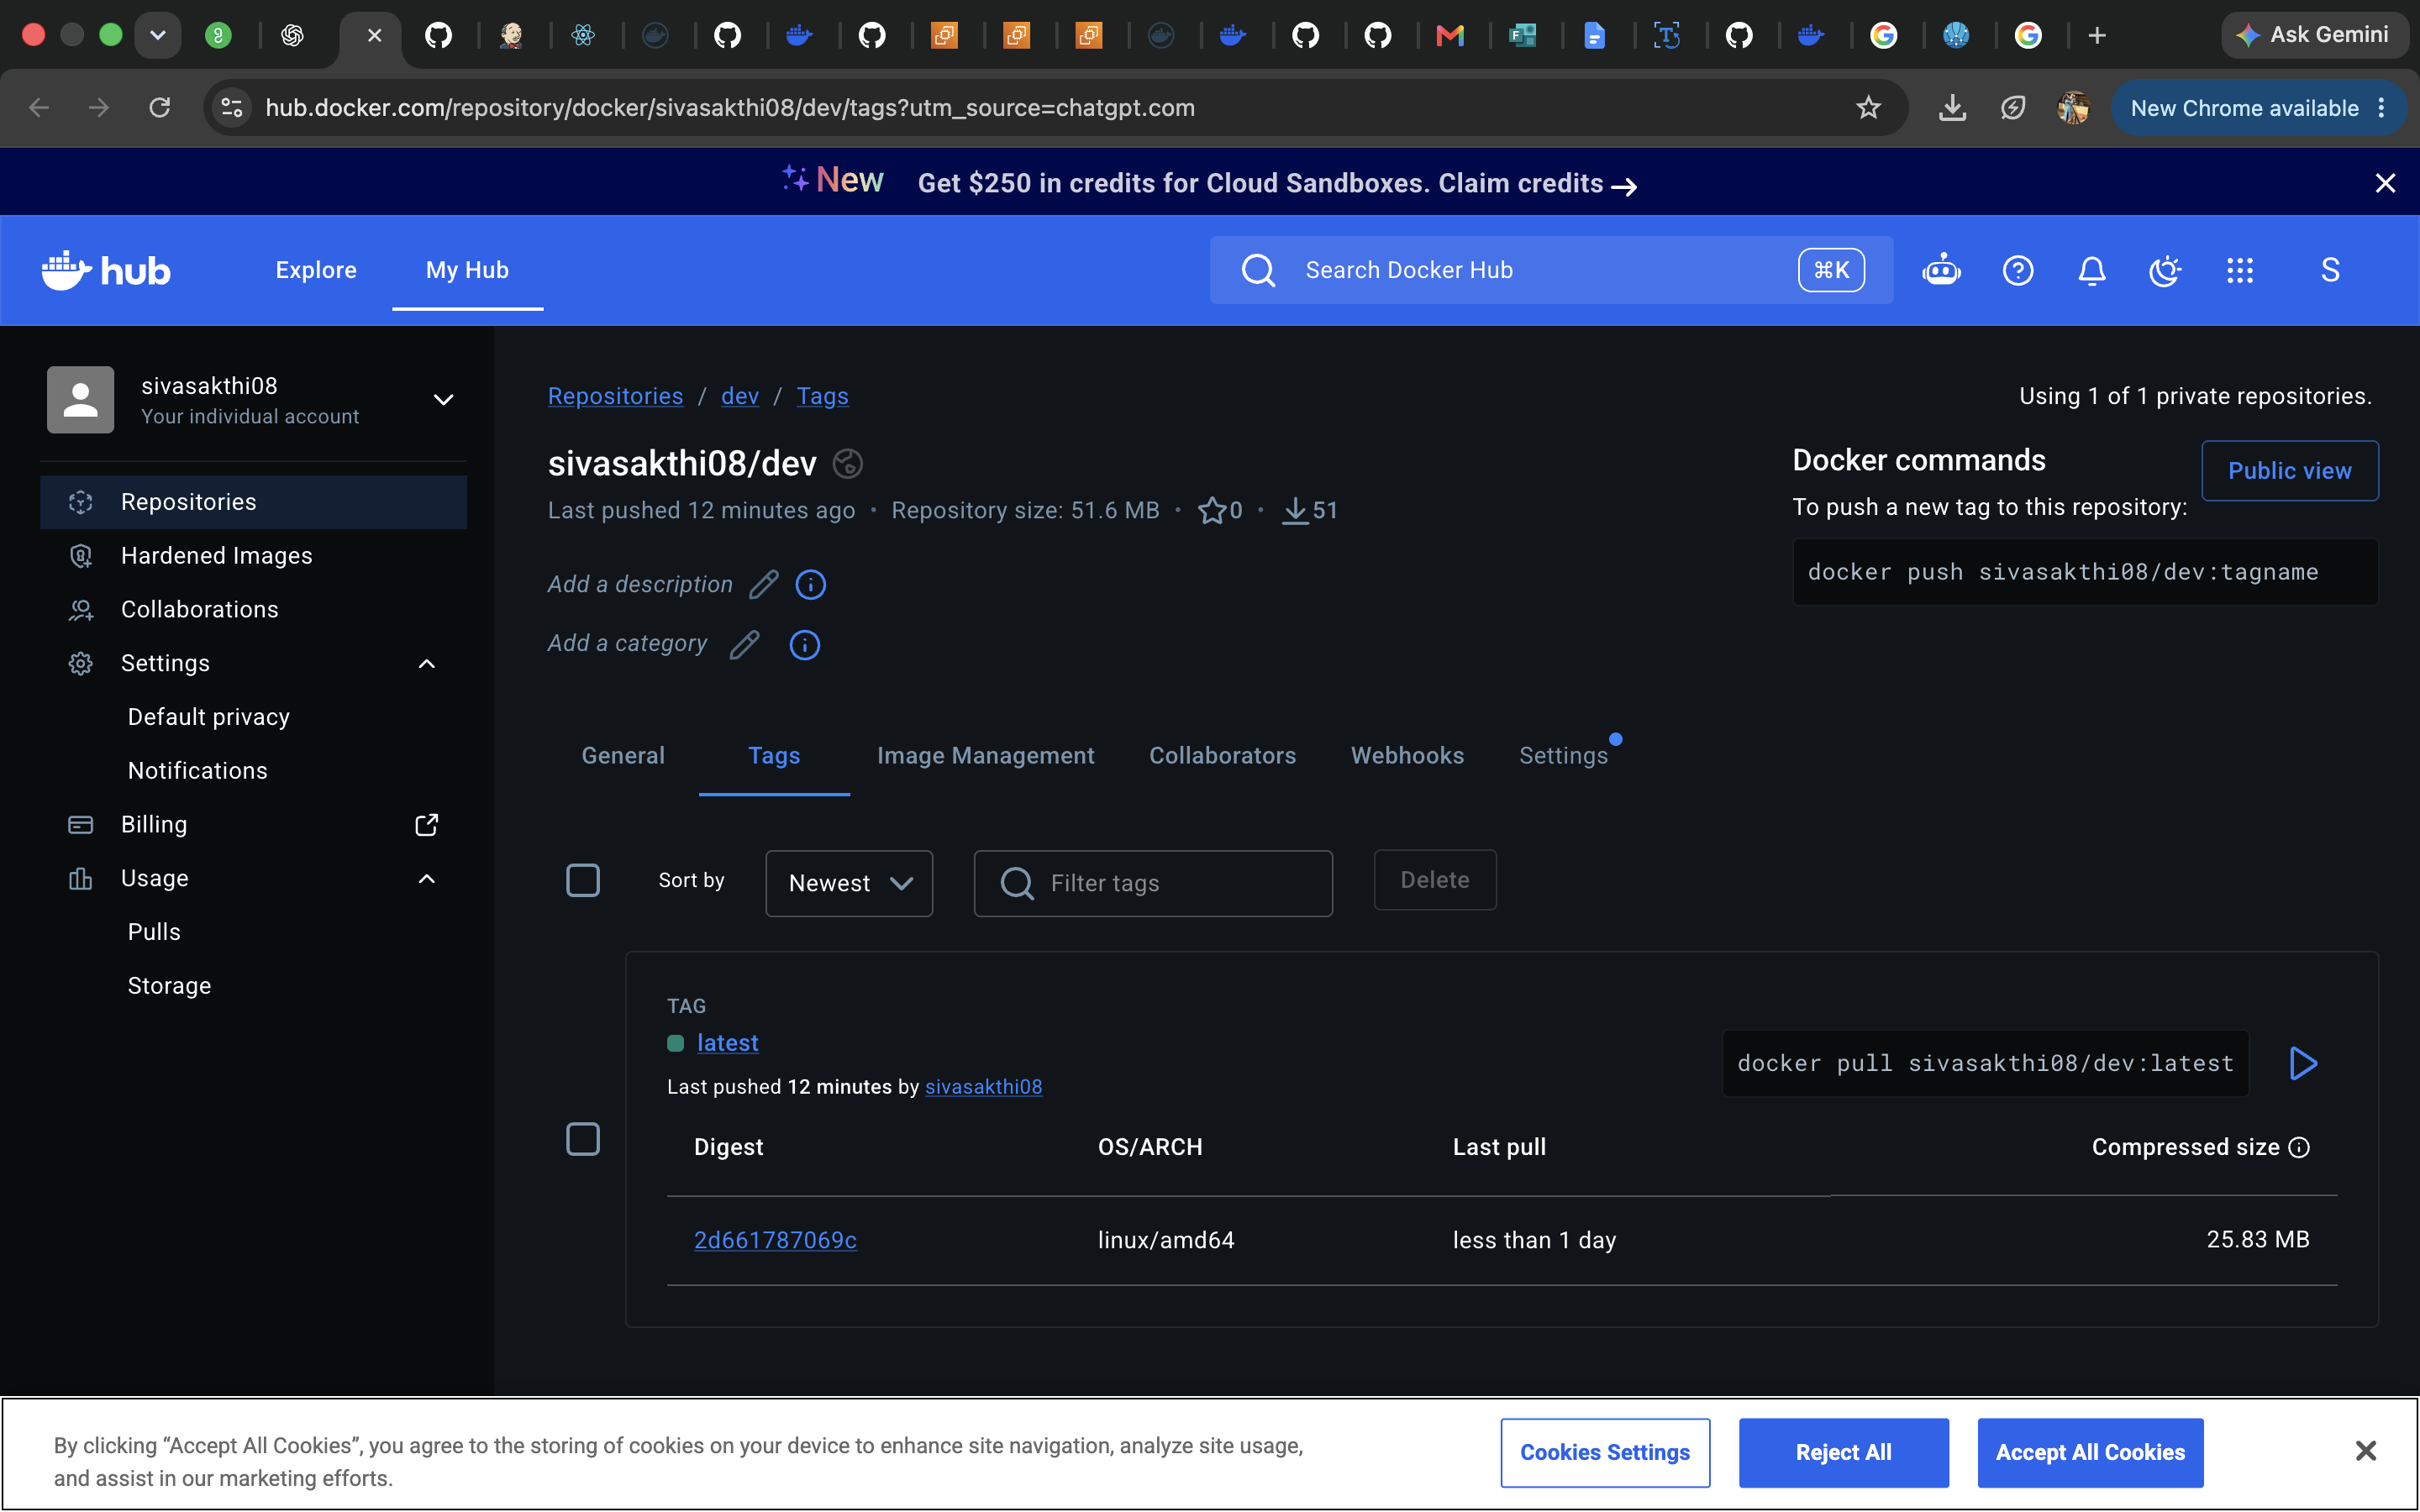 Ask Gemini
hub.docker.com/repository/docker/sivasakthi08/dev/tags?utm_source=chatgpt.com
New Chrome available
New Get $250 in credits for Cloud Sandboxes. Claim credits →
hub
Explore
My Hub
Search Docker Hub
⌘K
S
sivasakthi08
Your individual account
Repositories
Hardened Images
Collaborations
Settings
Default privacy
Notifications
Billing
Usage
Pulls
Storage
Repositories / dev / Tags
Using 1 of 1 private repositories.
sivasakthi08/dev
Last pushed 12 minutes ago • Repository size: 51.6 MB • 0 • 51
Add a description
Add a category
Docker commands
Public view
To push a new tag to this repository:
docker push sivasakthi08/dev:tagname
General Tags Image Management Collaborators Webhooks Settings
Sort by Newest Filter tags Delete
TAG
latest
Last pushed 12 minutes by sivasakthi08
docker pull sivasakthi08/dev:latest
Digest OS/ARCH Last pull Compressed size
2d661787069c linux/amd64 less than 1 day 25.83 MB
By clicking “Accept All Cookies”, you agree to the storing of cookies on your device to enhance site navigation, analyze site usage,
and assist in our marketing efforts.
Cookies Settings
Reject All
Accept All Cookies